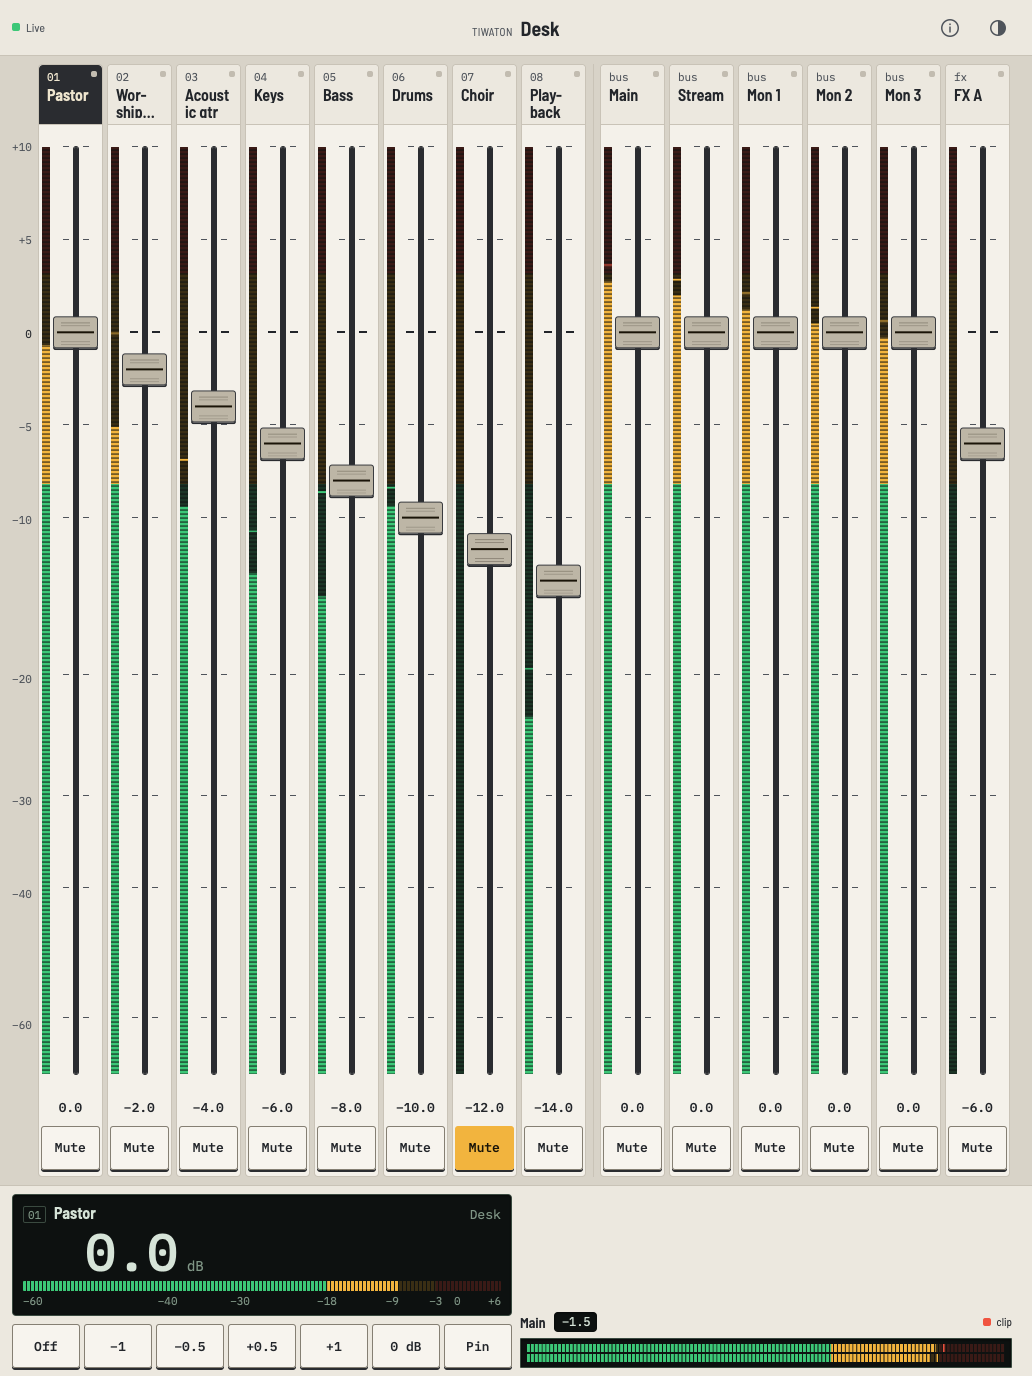 Live
TIWATON Desk
01 02 03 04 05 06 07 08 bus bus bus bus bus fx
Pastor Wor- Acoust Keys Bass Drums Choir Play- Main Stream Mon 1 Mon 2 Mon 3 FX A
ship... ic gtr back
+10
+5
0
−5
−10
−20
−30
−40
−60
0.0 −2.0 −4.0 −6.0 −8.0 −10.0 −12.0 −14.0 0.0 0.0 0.0 0.0 0.0 −6.0
Mute Mute Mute Mute Mute Mute Mute Mute Mute Mute Mute Mute Mute Mute
01 Pastor Desk
0.0 dB
−60 −40 −30 −18 −9 −3 0 +6
Main −1.5 clip
Off −1 −0.5 +0.5 +1 0 dB Pin